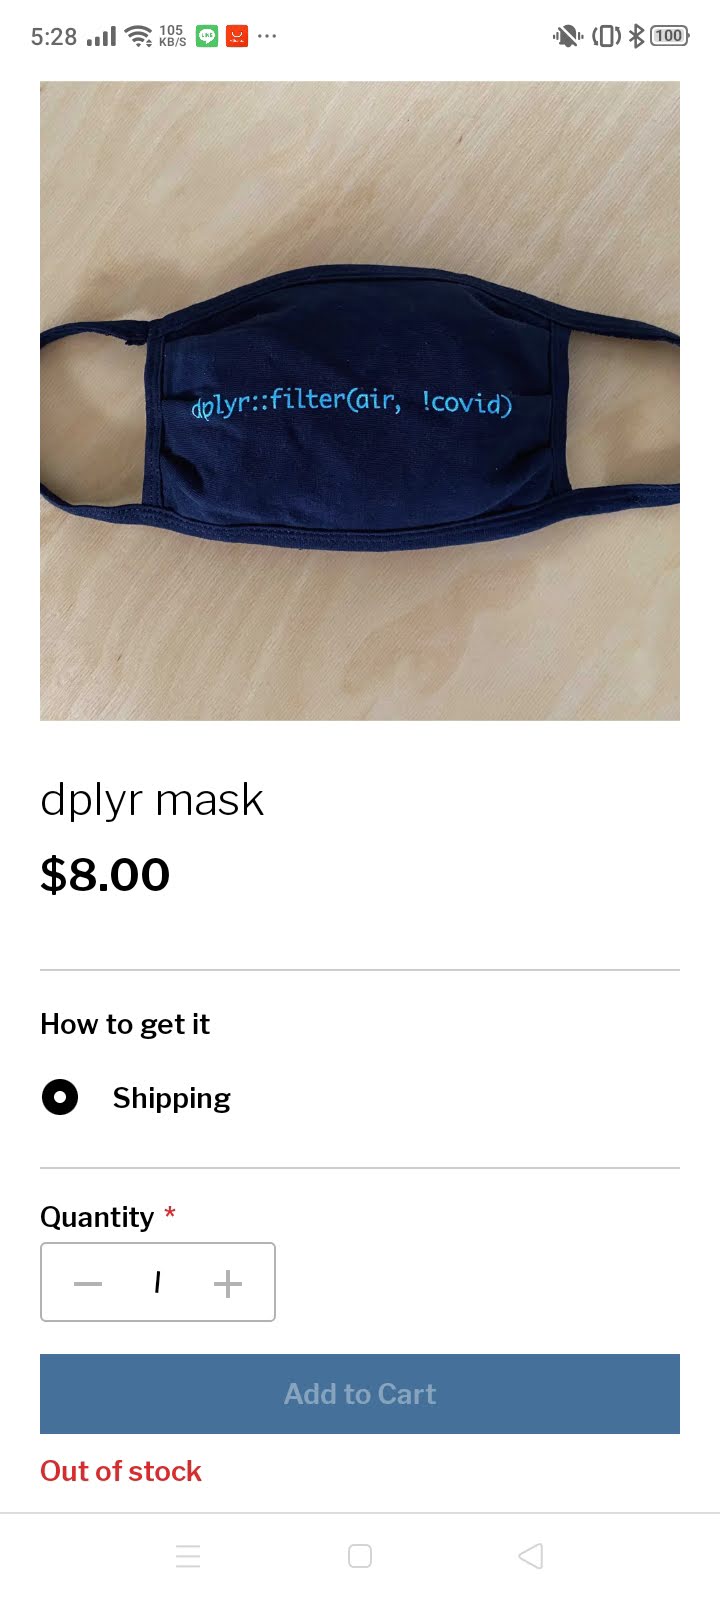 5:28
105
KB/S
LINE
100
dplyr::filter(air, !covid)
dplyr mask
$8.00
How to get it
Shipping
Quantity *
1
Add to Cart
Out of stock